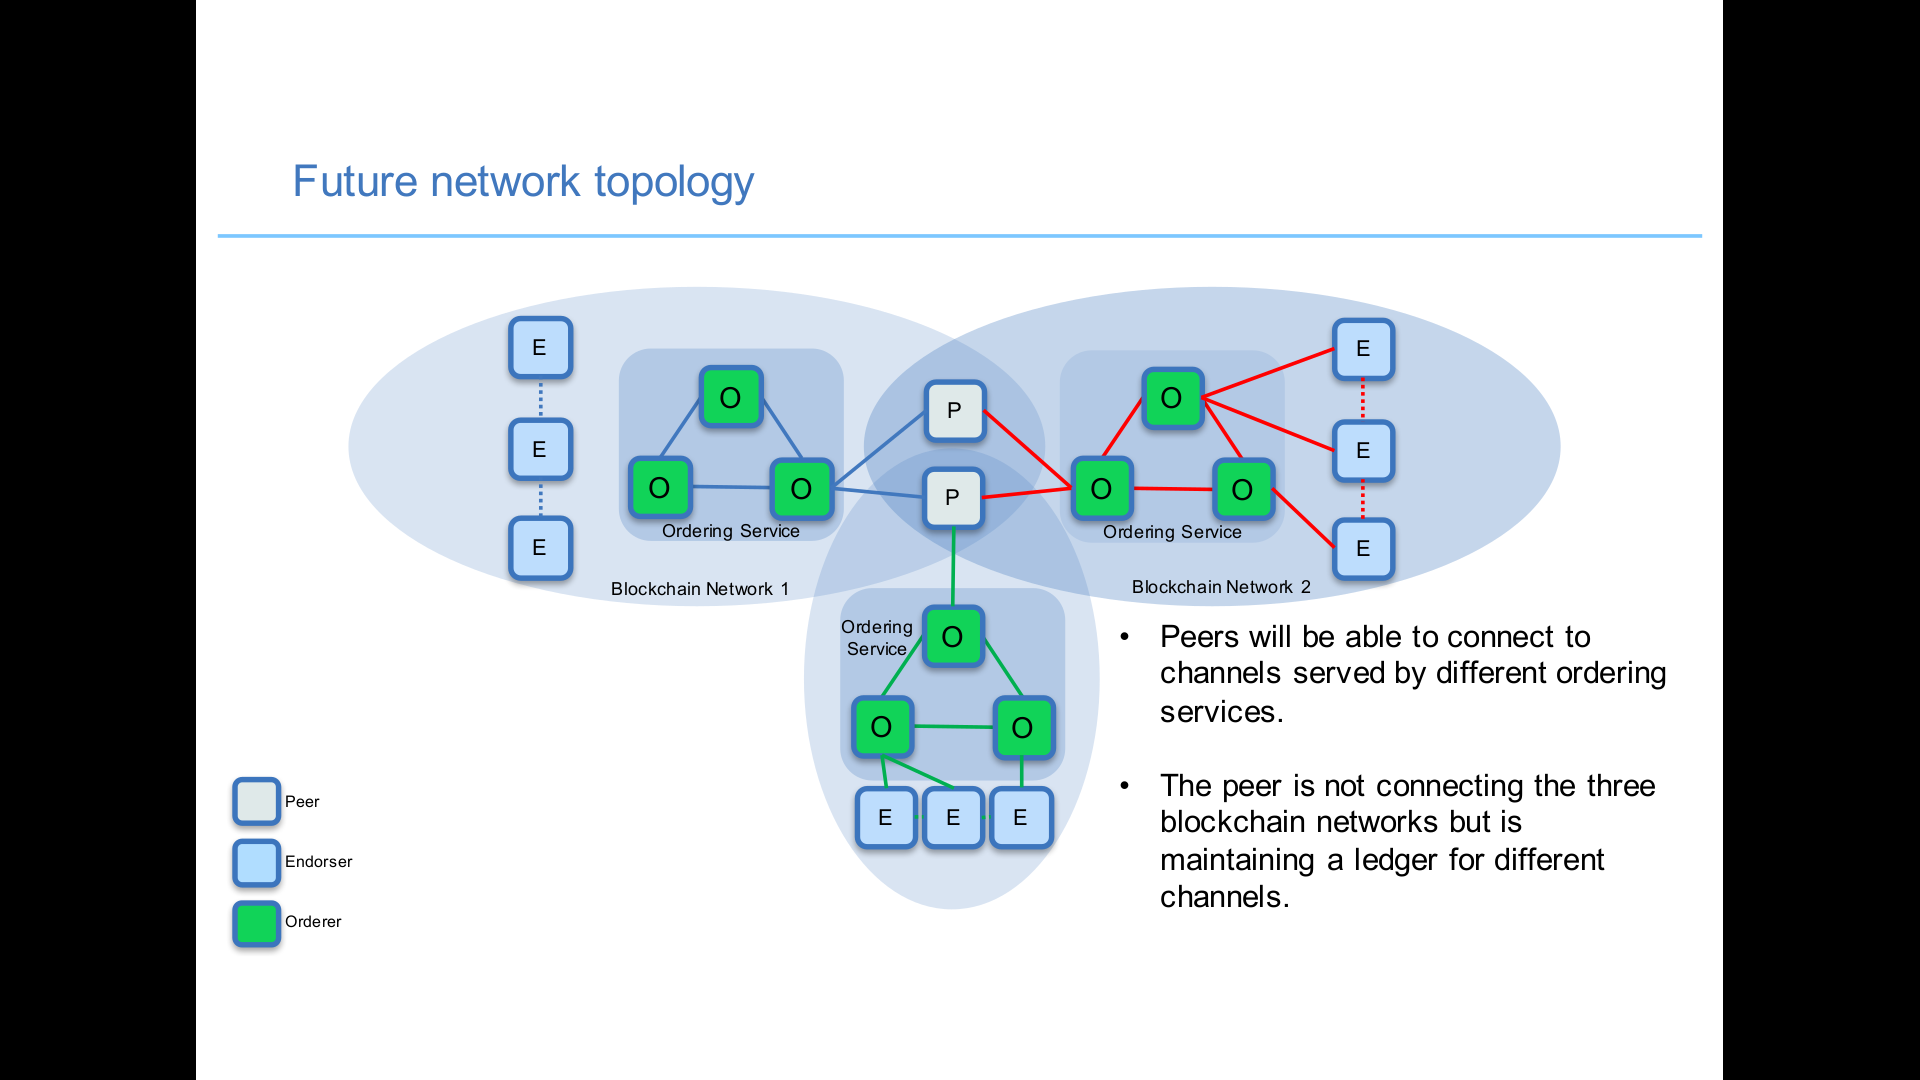 Future network topology
E
E
E
O
O
O
Ordering Service
Blockchain Network 1
P
P
O
O
O
Ordering Service
Blockchain Network 2
E
E
E
Ordering
Service
O
O
O
E
E
E
• Peers will be able to connect to
channels served by different ordering
services.
• The peer is not connecting the three
blockchain networks but is
maintaining a ledger for different
channels.
Peer
Endorser
Orderer